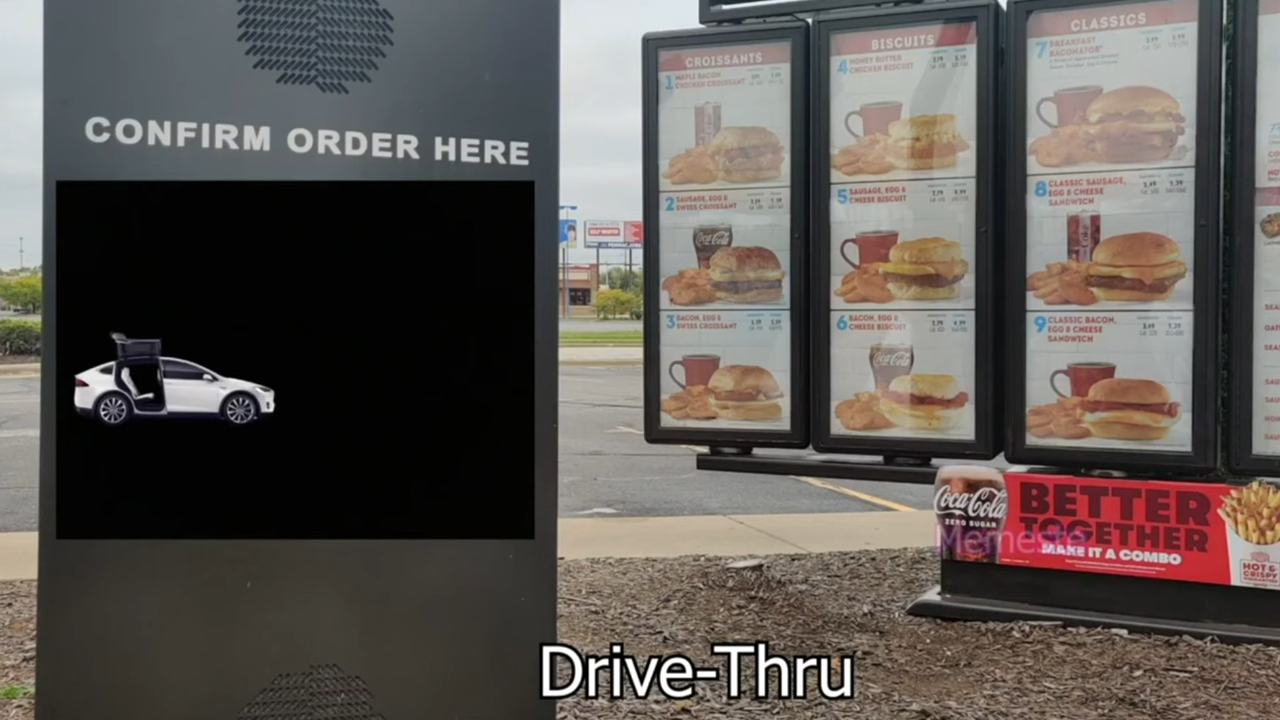 CONFIRM ORDER HERE
CROISSANTS
1 MAPLE BACON
CHICKEN CROISSANT
2 SAUSAGE, EGG &
SWISS CROISSANT
3 BACON, EGG &
SWISS CROISSANT
BISCUITS
4 HONEY BUTTER
CHICKEN BISCUIT
5 SAUSAGE, EGG &
CHEESE BISCUIT
Coca-Cola
6 BACON, EGG &
CHEESE BISCUIT
Coca-Cola
CLASSICS
7 BREAKFAST
BACONATOR
8 CLASSIC SAUSAGE,
EGG & CHEESE
SANDWICH
9 CLASSIC BACON,
EGG & CHEESE
SANDWICH
Coca-Cola
ZERO SUGAR
BETTER
TOGETHER
MAKE IT A COMBO
HOT &
CRISPY
Memeste
Drive-Thru